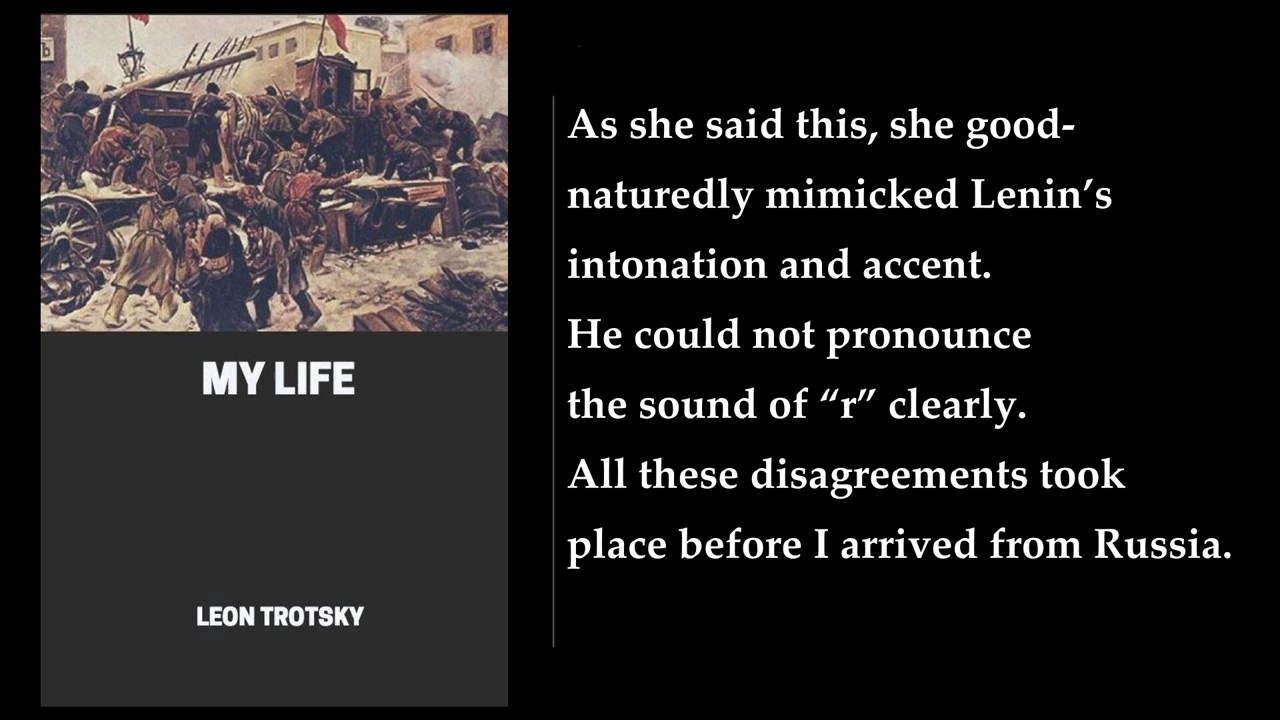 MY LIFE
LEON TROTSKY
As she said this, she good-
naturedly mimicked Lenin’s
intonation and accent.
He could not pronounce
the sound of “r” clearly.
All these disagreements took
place before I arrived from Russia.